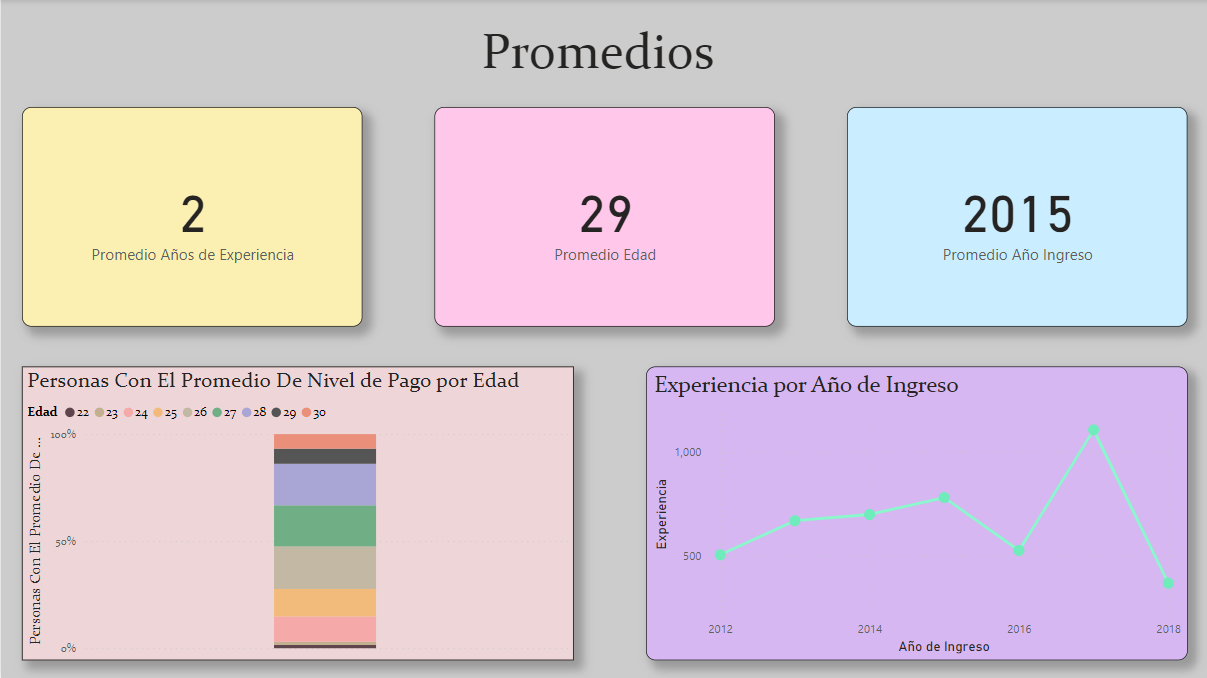 Promedios
2
Promedio Años de Experiencia
29
Promedio Edad
2015
Promedio Año Ingreso
Personas Con El Promedio De Nivel de Pago por Edad
Edad 22 23 24 25 26 27 28 29 30
Personas Con El Promedio De ...
100%
50%
0%
Experiencia por Año de Ingreso
Experiencia
1,000
500
2012 2014 2016 2018
Año de Ingreso